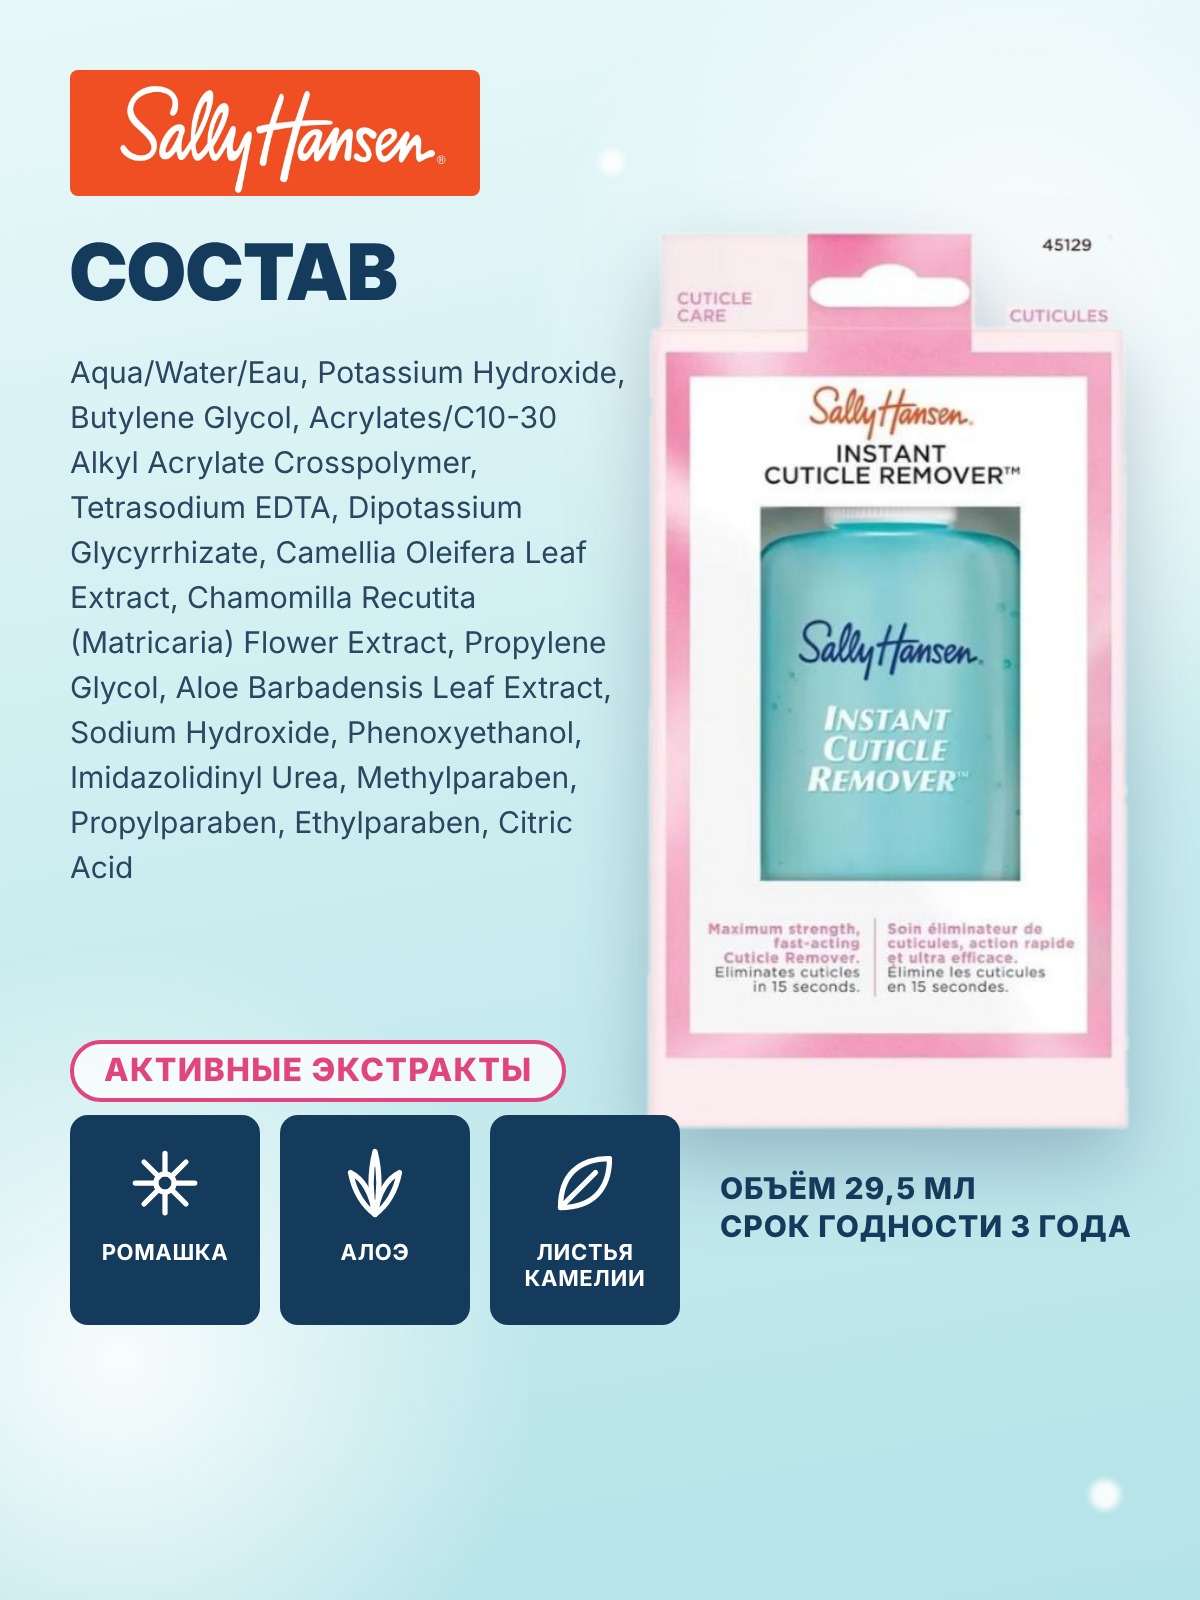 Sally Hansen®
СОСТАВ
Aqua/Water/Eau, Potassium Hydroxide,
Butylene Glycol, Acrylates/C10-30
Alkyl Acrylate Crosspolymer,
Tetrasodium EDTA, Dipotassium
Glycyrrhizate, Camellia Oleifera Leaf
Extract, Chamomilla Recutita
(Matricaria) Flower Extract, Propylene
Glycol, Aloe Barbadensis Leaf Extract,
Sodium Hydroxide, Phenoxyethanol,
Imidazolidinyl Urea, Methylparaben,
Propylparaben, Ethylparaben, Citric
Acid
45129
CUTICLE
CARE
CUTICULES
Sally Hansen.
INSTANT
CUTICLE REMOVER™
Sally Hansen.
INSTANT
CUTICLE
REMOVER™
Maximum strength,
fast-acting
Cuticle Remover.
Eliminates cuticles
in 15 seconds.
Soin éliminateur de
cuticules, action rapide
et ultra efficace.
Élimine les cuticules
en 15 secondes.
АКТИВНЫЕ ЭКСТРАКТЫ
РОМАШКА
АЛОЭ
ЛИСТЬЯ
КАМЕЛИИ
ОБЪЁМ 29,5 МЛ
СРОК ГОДНОСТИ 3 ГОДА